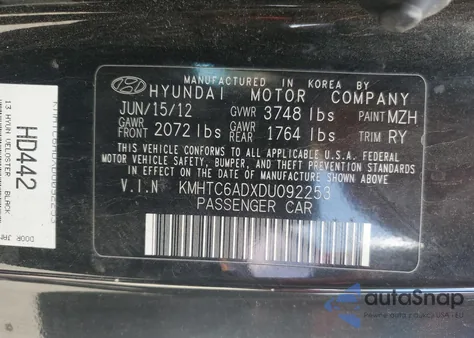 MANUFACTURED IN KOREA BY
HYUNDAI MOTOR COMPANY
JUN/15/12 GVWR 3748 lbs PAINT MZH
GAWR FRONT 2072 lbs GAWR REAR 1764 lbs TRIM RY
THIS VEHICLE CONFORMS TO ALL APPLICABLE U.S.A. FEDERAL
MOTOR VEHICLE SAFETY, BUMPER, AND THEFT
PREVENTION STANDARDS IN EFFECT ON THE DATE OF
MANUFACTURE SHOWN ABOVE.
V.I.N KMHTC6ADXDU092253
PASSENGER CAR
HD442
13 HYUN VELOSTER BLACK
DOOR JAM
autoSnap